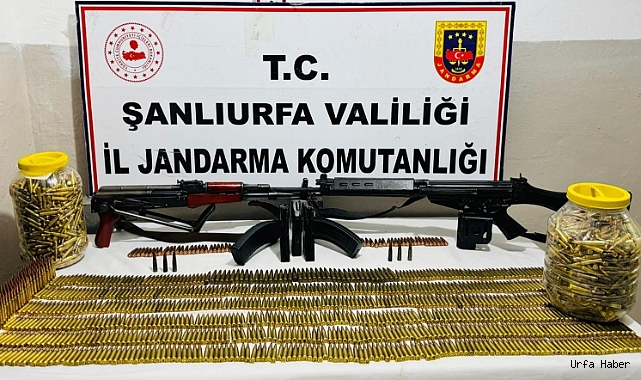 T.C.
ŞANLIURFA VALİLİĞİ
İL JANDARMA KOMUTANLIĞI
JANDARMA
Urfa Haber